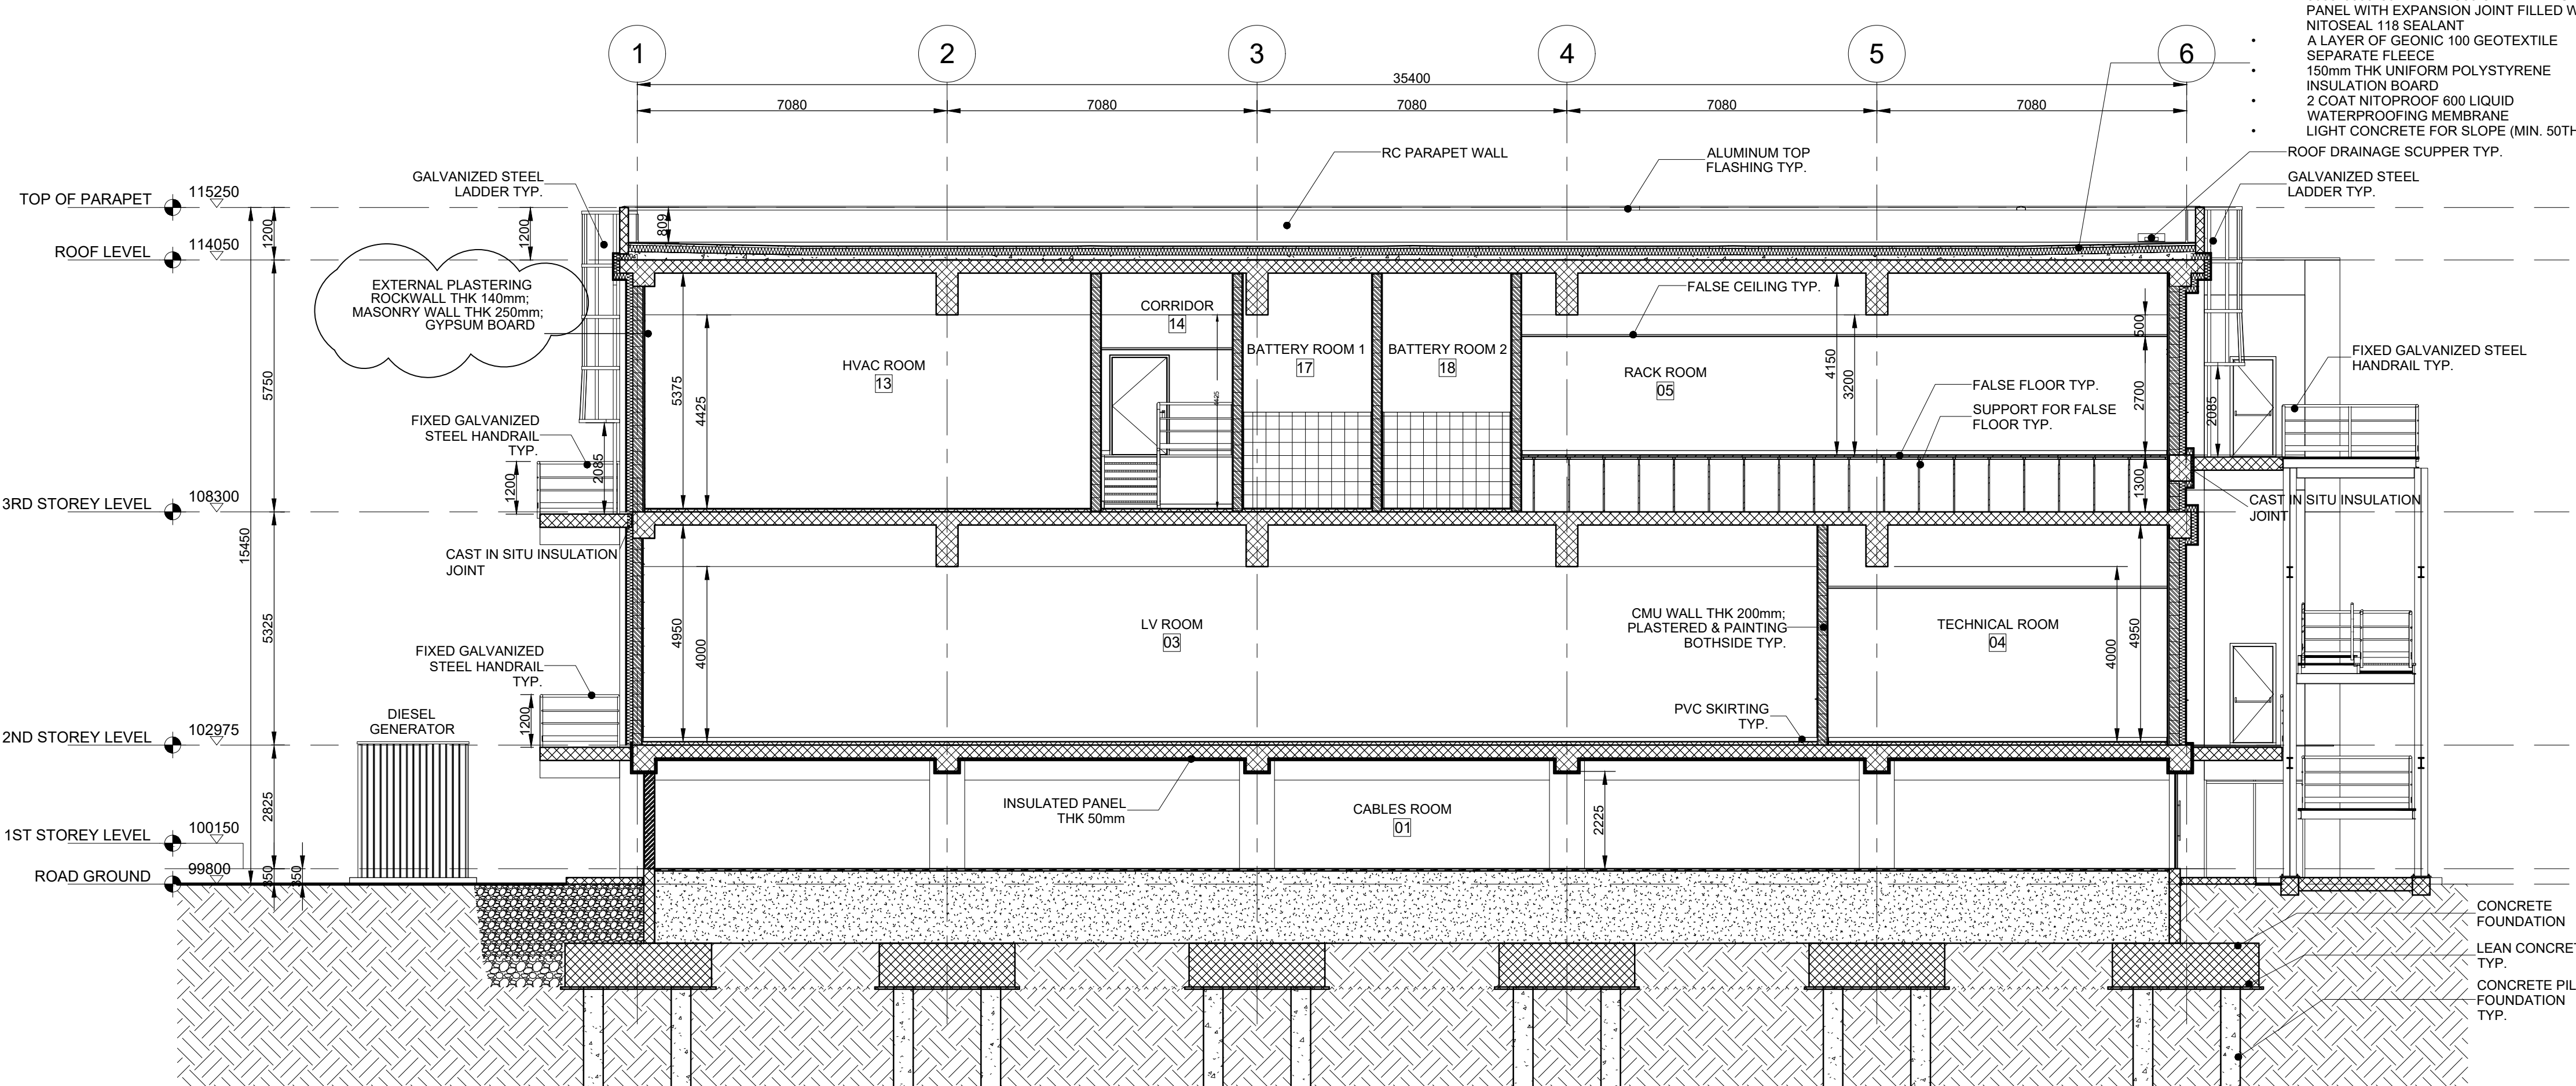 PANEL WITH EXPANSION JOINT FILLED W
NITOSEAL 118 SEALANT
• A LAYER OF GEONIC 100 GEOTEXTILE
SEPARATE FLEECE
• 150mm THK UNIFORM POLYSTYRENE
INSULATION BOARD
• 2 COAT NITOPROOF 600 LIQUID
WATERPROOFING MEMBRANE
• LIGHT CONCRETE FOR SLOPE (MIN. 50TH
1 2 3 4 5 6
35400
7080 7080 7080 7080 7080
RC PARAPET WALL
ALUMINUM TOP
FLASHING TYP.
ROOF DRAINAGE SCUPPER TYP.
GALVANIZED STEEL
LADDER TYP.
GALVANIZED STEEL
LADDER TYP.
TOP OF PARAPET 115250
1200
1200
809
ROOF LEVEL 114050
EXTERNAL PLASTERING
ROCKWALL THK 140mm;
MASONRY WALL THK 250mm;
GYPSUM BOARD
CORRIDOR
14
FALSE CEILING TYP.
500
HVAC ROOM
13
BATTERY ROOM 1
17
BATTERY ROOM 2
18
RACK ROOM
05
FIXED GALVANIZED STEEL
HANDRAIL TYP.
5750
5375
4425
4425
4150
3200
2700
2085
FALSE FLOOR TYP.
SUPPORT FOR FALSE
FLOOR TYP.
FIXED GALVANIZED
STEEL HANDRAIL
TYP.
2085
1200
1300
3RD STOREY LEVEL 108300
CAST IN SITU INSULATION
JOINT
CAST IN SITU INSULATION
JOINT
15450
5325
4950
4000
LV ROOM
03
CMU WALL THK 200mm;
PLASTERED & PAINTING
BOTHSIDE TYP.
TECHNICAL ROOM
04
4000
4950
FIXED GALVANIZED
STEEL HANDRAIL
TYP.
1200
PVC SKIRTING
TYP.
DIESEL
GENERATOR
2ND STOREY LEVEL 102975
2825
INSULATED PANEL
THK 50mm
CABLES ROOM
01
2225
1ST STOREY LEVEL 100150
ROAD GROUND 99800
350
350
CONCRETE
FOUNDATION
LEAN CONCRET
TYP.
CONCRETE PIL
FOUNDATION
TYP.